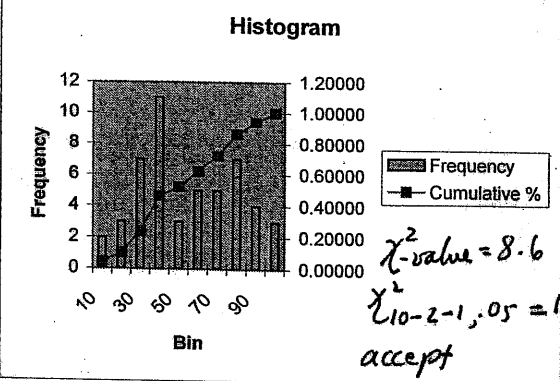 Histogram
12
10
8
6
4
2
0
1.20000
1.00000
0.80000
0.60000
0.40000
0.20000
0.00000
Frequency
10
30
50
70
90
Bin
Frequency
Cumulative %
χ²-value = 8.6
χ²10-2-1, .05 = 1
accept